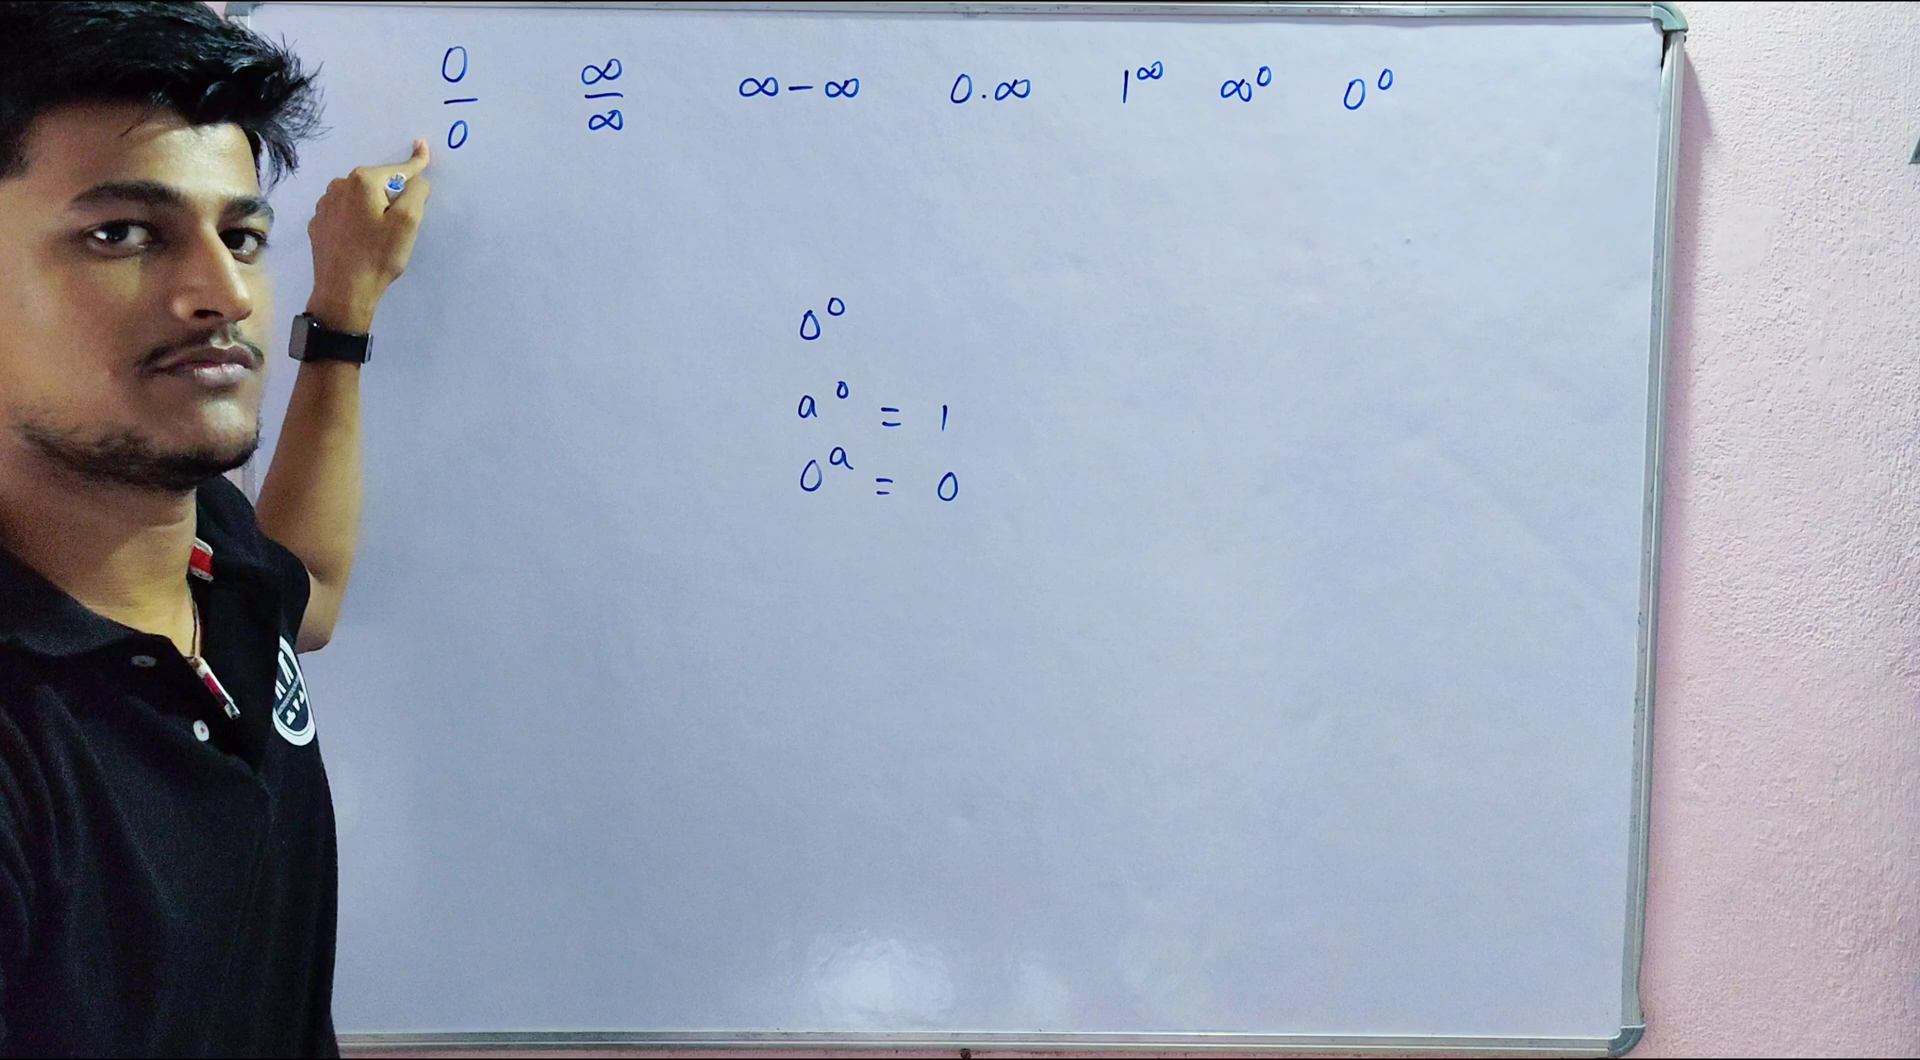 0/0 ∞/∞ ∞-∞ 0.∞ 1^∞ ∞^0 0^0
0^0
a^0 = 1
0^a = 0